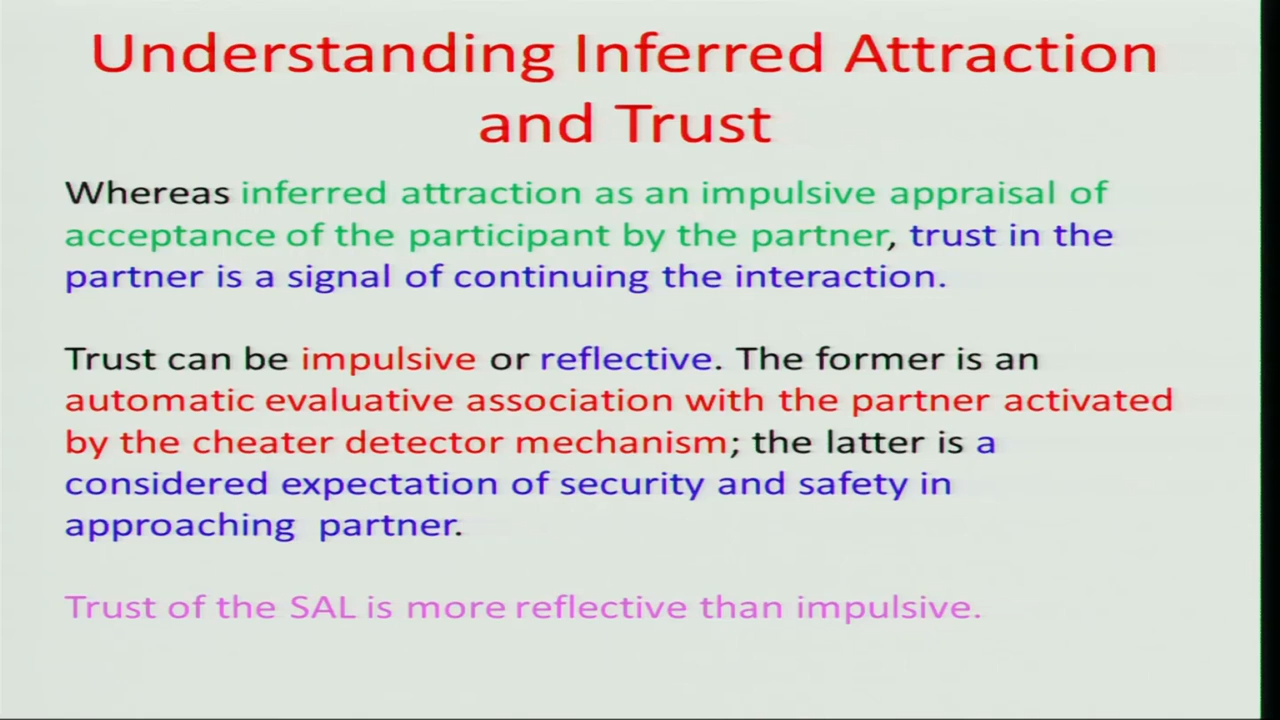 Understanding Inferred Attraction
and Trust
Whereas inferred attraction as an impulsive appraisal of
acceptance of the participant by the partner, trust in the
partner is a signal of continuing the interaction.
Trust can be impulsive or reflective. The former is an
automatic evaluative association with the partner activated
by the cheater detector mechanism; the latter is a
considered expectation of security and safety in
approaching partner.
Trust of the SAL is more reflective than impulsive.